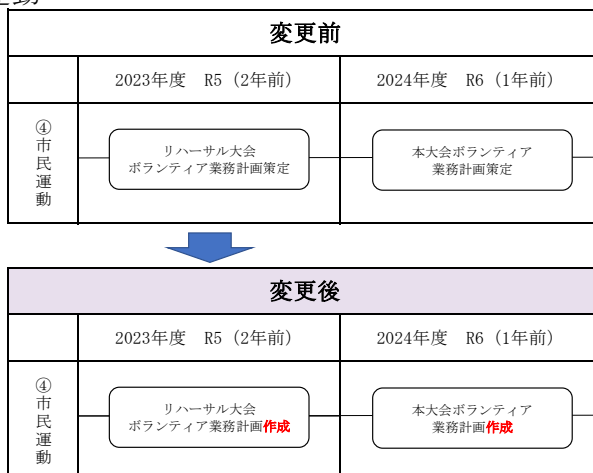 変更前
2023年度 R5（2年前） 2024年度 R6（1年前）
④市民運動
リハーサル大会
ボランティア業務計画策定
本大会ボランティア
業務計画策定
変更後
2023年度 R5（2年前） 2024年度 R6（1年前）
④市民運動
リハーサル大会
ボランティア業務計画作成
本大会ボランティア
業務計画作成